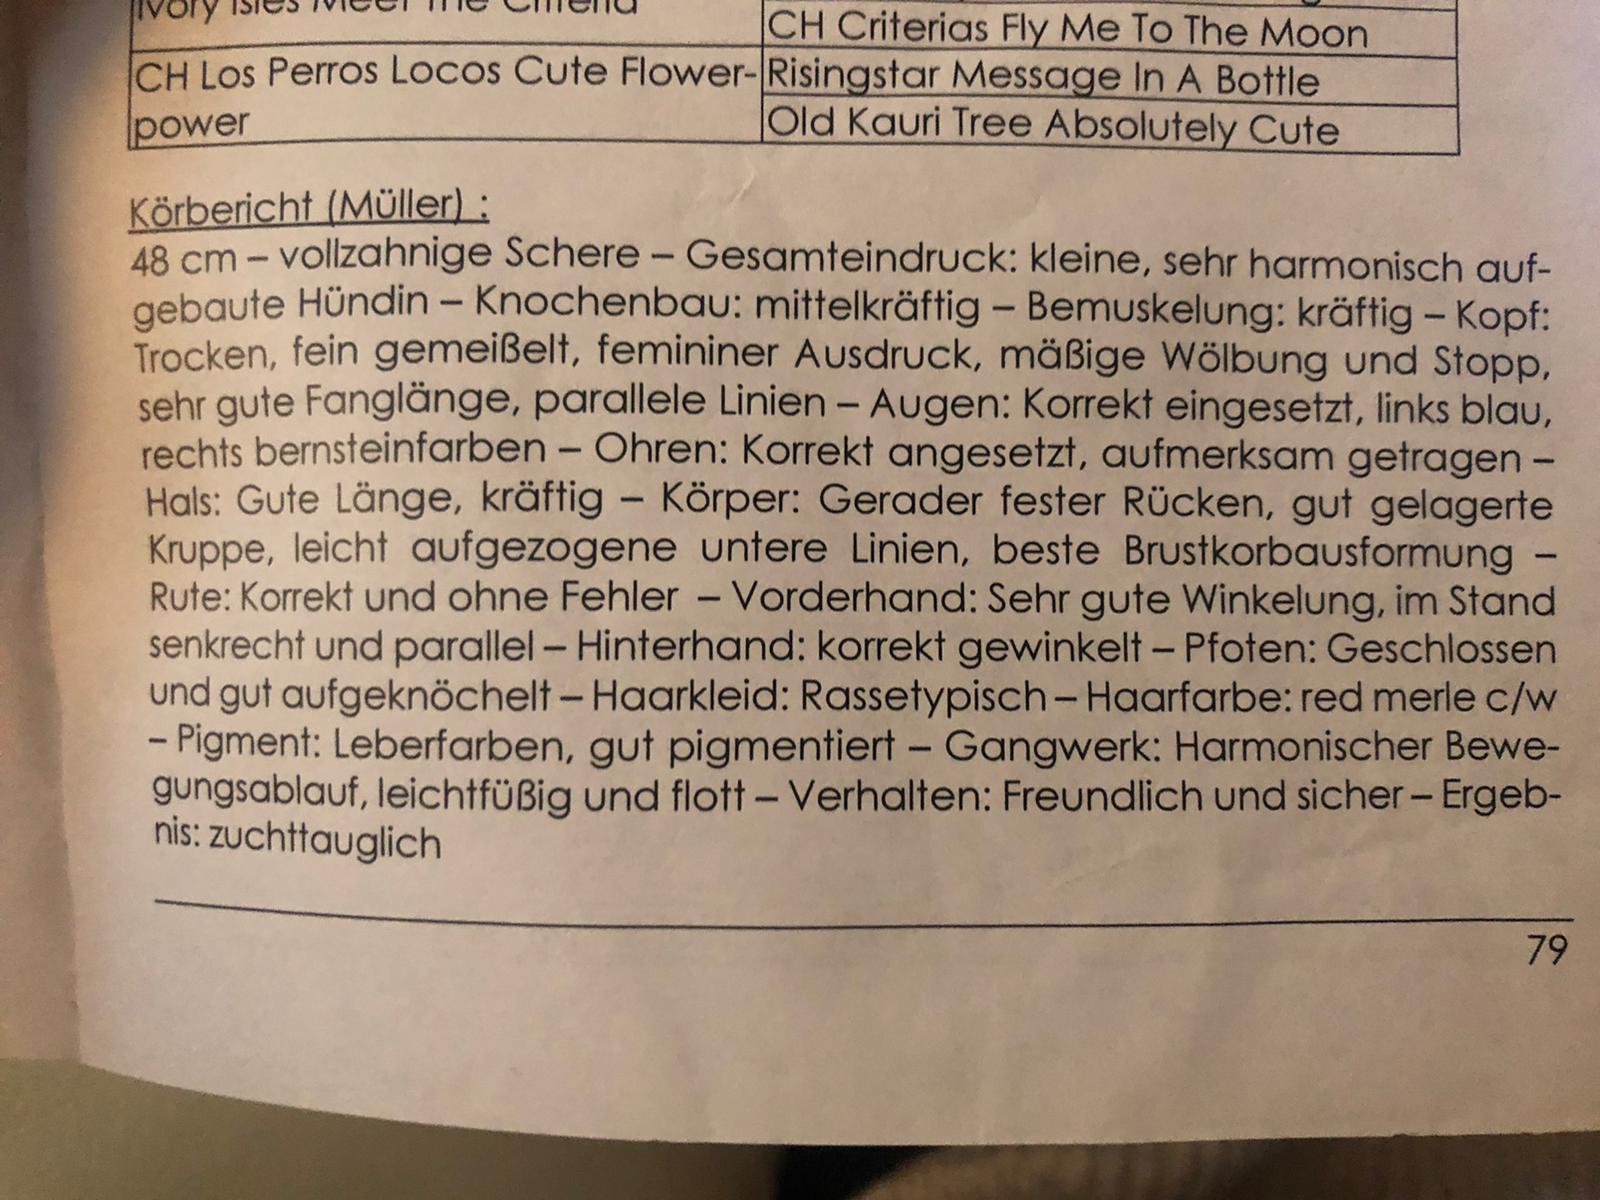 Ivory Isles Meet The Criteria
CH Criterias Fly Me To The Moon
CH Los Perros Locos Cute Flower-
power
Risingstar Message In A Bottle
Old Kauri Tree Absolutely Cute
Körbericht (Müller) :
48 cm – vollzahnige Schere – Gesamteindruck: kleine, sehr harmonisch auf-
gebaute Hündin – Knochenbau: mittelkräftig – Bemuskelung: kräftig – Kopf:
Trocken, fein gemeißelt, femininer Ausdruck, mäßige Wölbung und Stopp,
sehr gute Fanglänge, parallele Linien – Augen: Korrekt eingesetzt, links blau,
rechts bernsteinfarben – Ohren: Korrekt angesetzt, aufmerksam getragen –
Hals: Gute Länge, kräftig – Körper: Gerader fester Rücken, gut gelagerte
Kruppe, leicht aufgezogene untere Linien, beste Brustkorbausformung –
Rute: Korrekt und ohne Fehler – Vorderhand: Sehr gute Winkelung, im Stand
senkrecht und parallel – Hinterhand: korrekt gewinkelt – Pfoten: Geschlossen
und gut aufgeknöchelt – Haarkleid: Rassetypisch – Haarfarbe: red merle c/w
– Pigment: Leberfarben, gut pigmentiert – Gangwerk: Harmonischer Bewe-
gungsablauf, leichtfüßig und flott – Verhalten: Freundlich und sicher – Ergeb-
nis: zuchttauglich
79